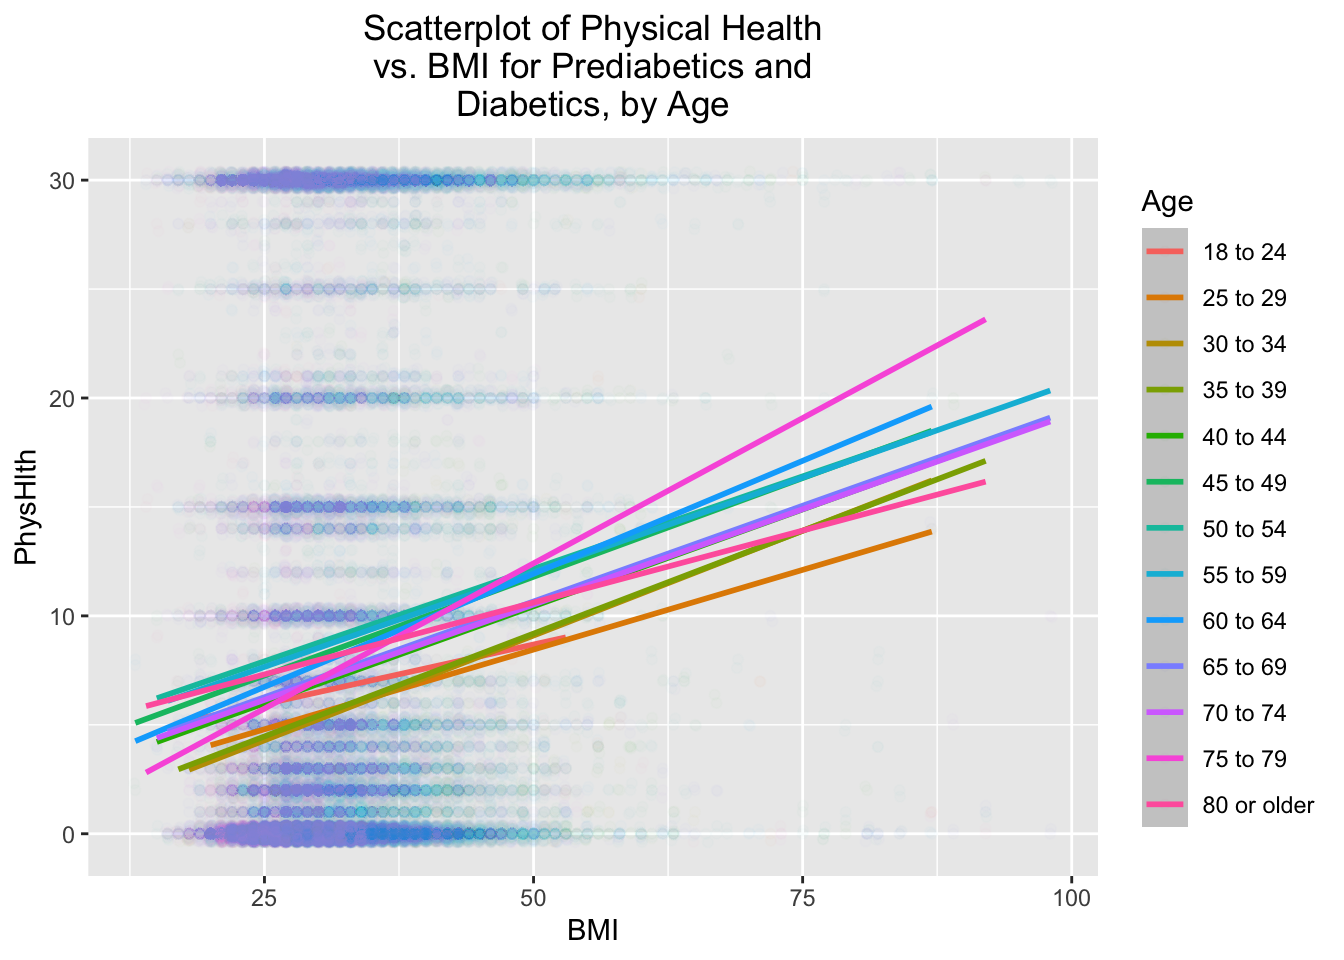 Scatterplot of Physical Health
vs. BMI for Prediabetics and
Diabetics, by Age
30
20
10
0
PhysHlth
25
50
75
100
BMI
Age
18 to 24
25 to 29
30 to 34
35 to 39
40 to 44
45 to 49
50 to 54
55 to 59
60 to 64
65 to 69
70 to 74
75 to 79
80 or older